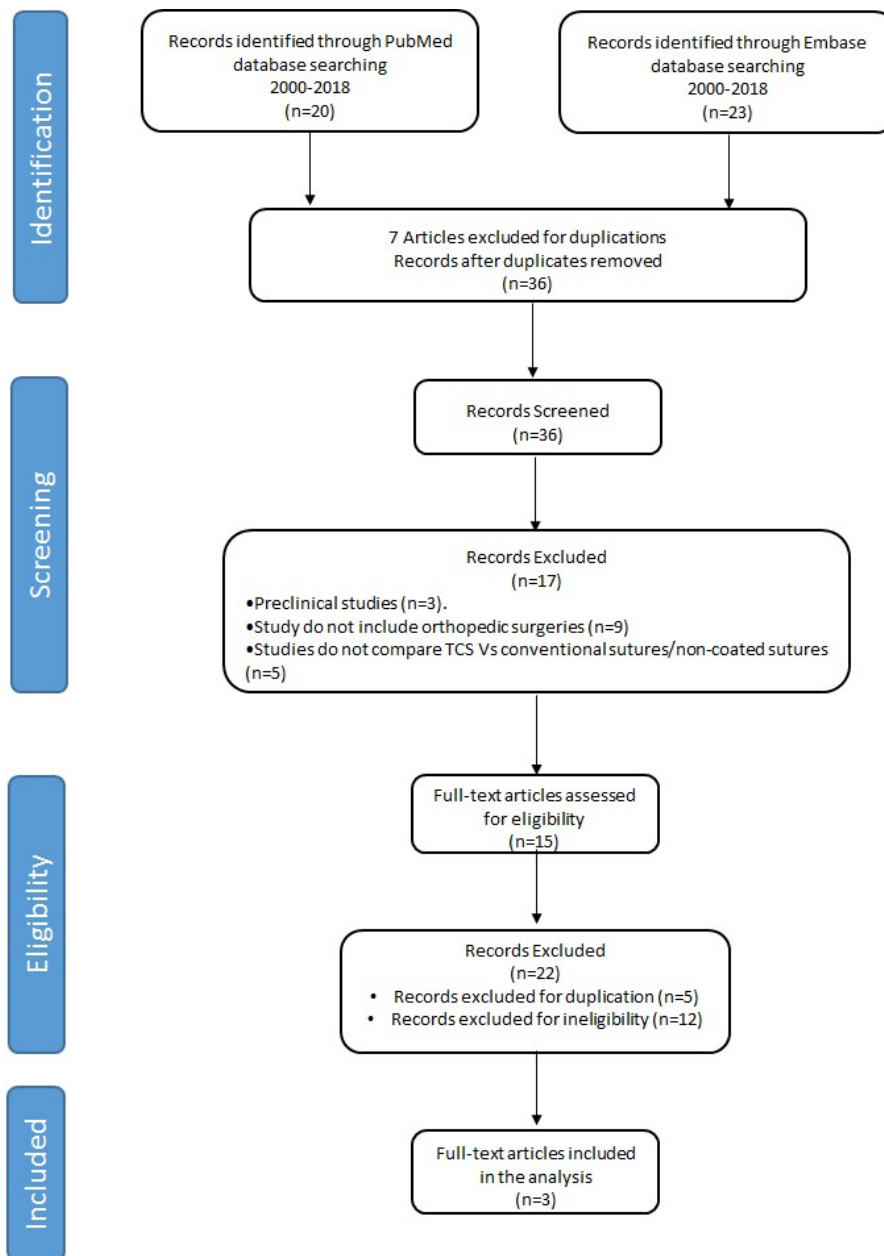 Identification
Records identified through PubMed
database searching
2000-2018
(n=20)
Records identified through Embase
database searching
2000-2018
(n=23)
7 Articles excluded for duplications
Records after duplicates removed
(n=36)
Screening
Records Screened
(n=36)
Records Excluded
(n=17)
•Preclinical studies (n=3).
•Study do not include orthopedic surgeries (n=9)
•Studies do not compare TCS Vs conventional sutures/non-coated sutures
(n=5)
Eligibility
Full-text articles assessed
for eligibility
(n=15)
Records Excluded
(n=22)
• Records excluded for duplication (n=5)
• Records excluded for ineligibility (n=12)
Included
Full-text articles included
in the analysis
(n=3)